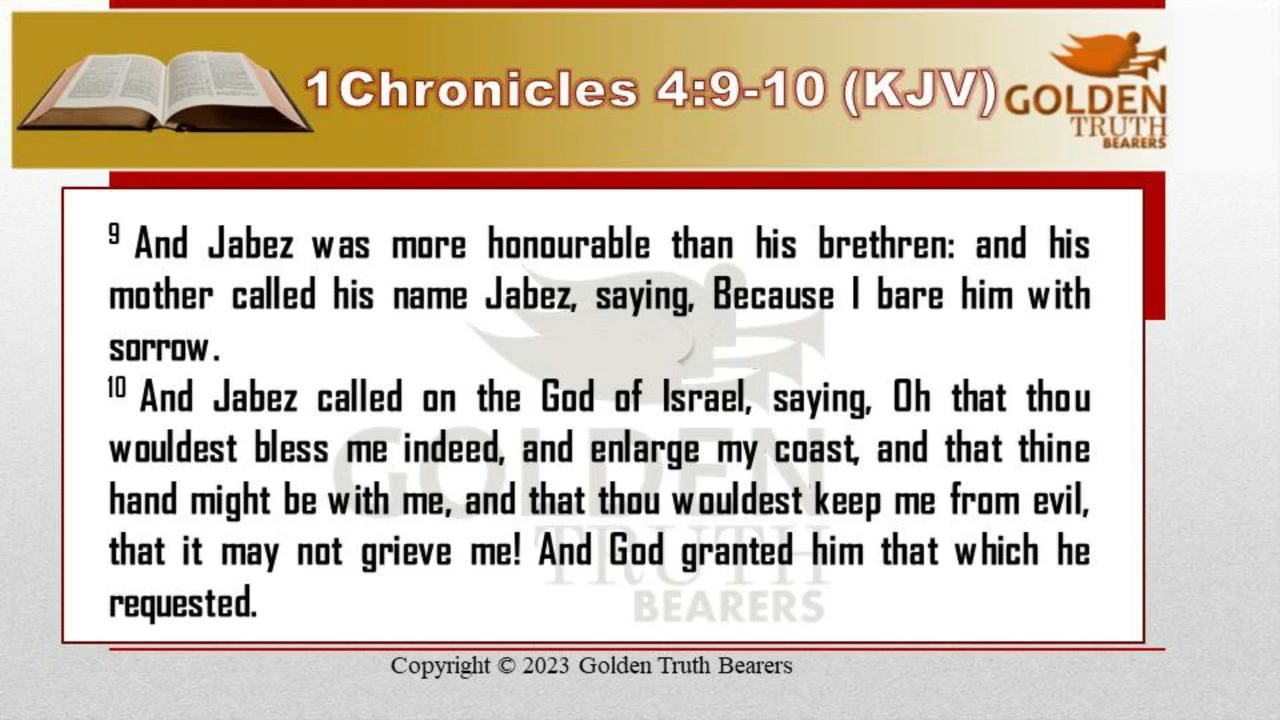 1Chronicles 4:9-10 (KJV)
GOLDEN
TRUTH
BEARERS
9 And Jabez was more honourable than his brethren: and his
mother called his name Jabez, saying, Because I bare him with
sorrow.
10 And Jabez called on the God of Israel, saying, Oh that thou
wouldest bless me indeed, and enlarge my coast, and that thine
hand might be with me, and that thou wouldest keep me from evil,
that it may not grieve me! And God granted him that which he
requested.
GOLDEN
TRUTH
BEARERS
Copyright © 2023 Golden Truth Bearers